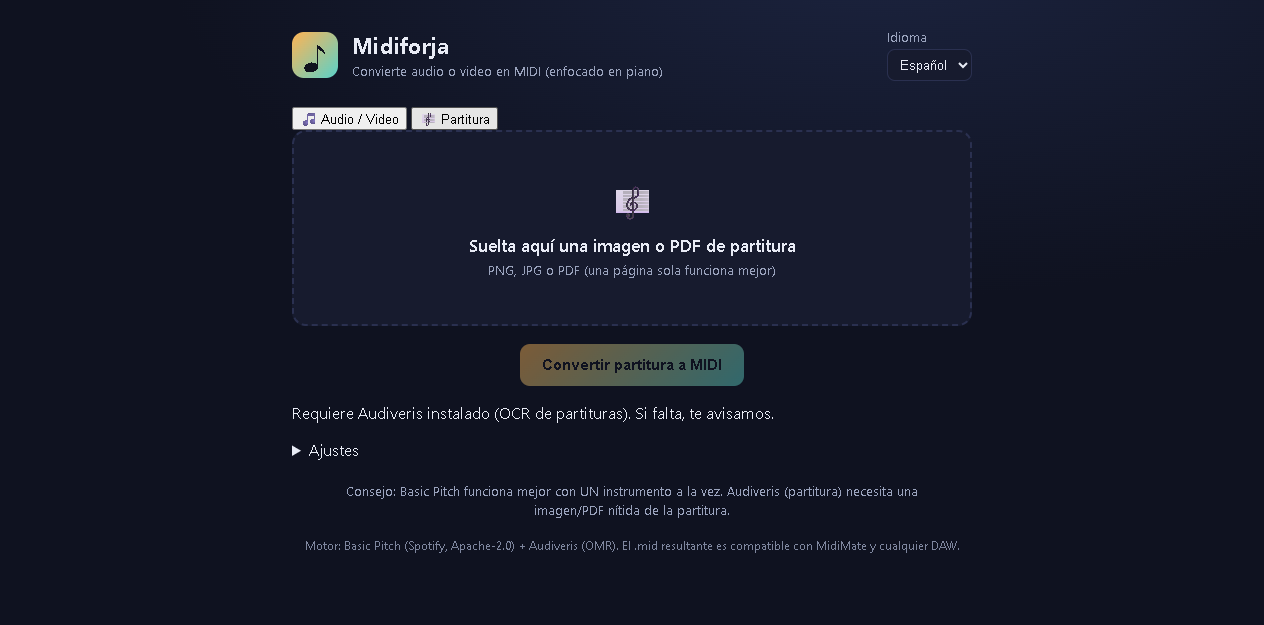 Midiforja
Convierte audio o video en MIDI (enfocado en piano)
Idioma
Español
Audio / Video
Partitura
Suelta aquí una imagen o PDF de partitura
PNG, JPG o PDF (una página sola funciona mejor)
Convertir partitura a MIDI
Requiere Audiveris instalado (OCR de partituras). Si falta, te avisamos.
Ajustes
Consejo: Basic Pitch funciona mejor con UN instrumento a la vez. Audiveris (partitura) necesita una
imagen/PDF nítida de la partitura.
Motor: Basic Pitch (Spotify, Apache-2.0) + Audiveris (OMR). El .mid resultante es compatible con MidiMate y cualquier DAW.